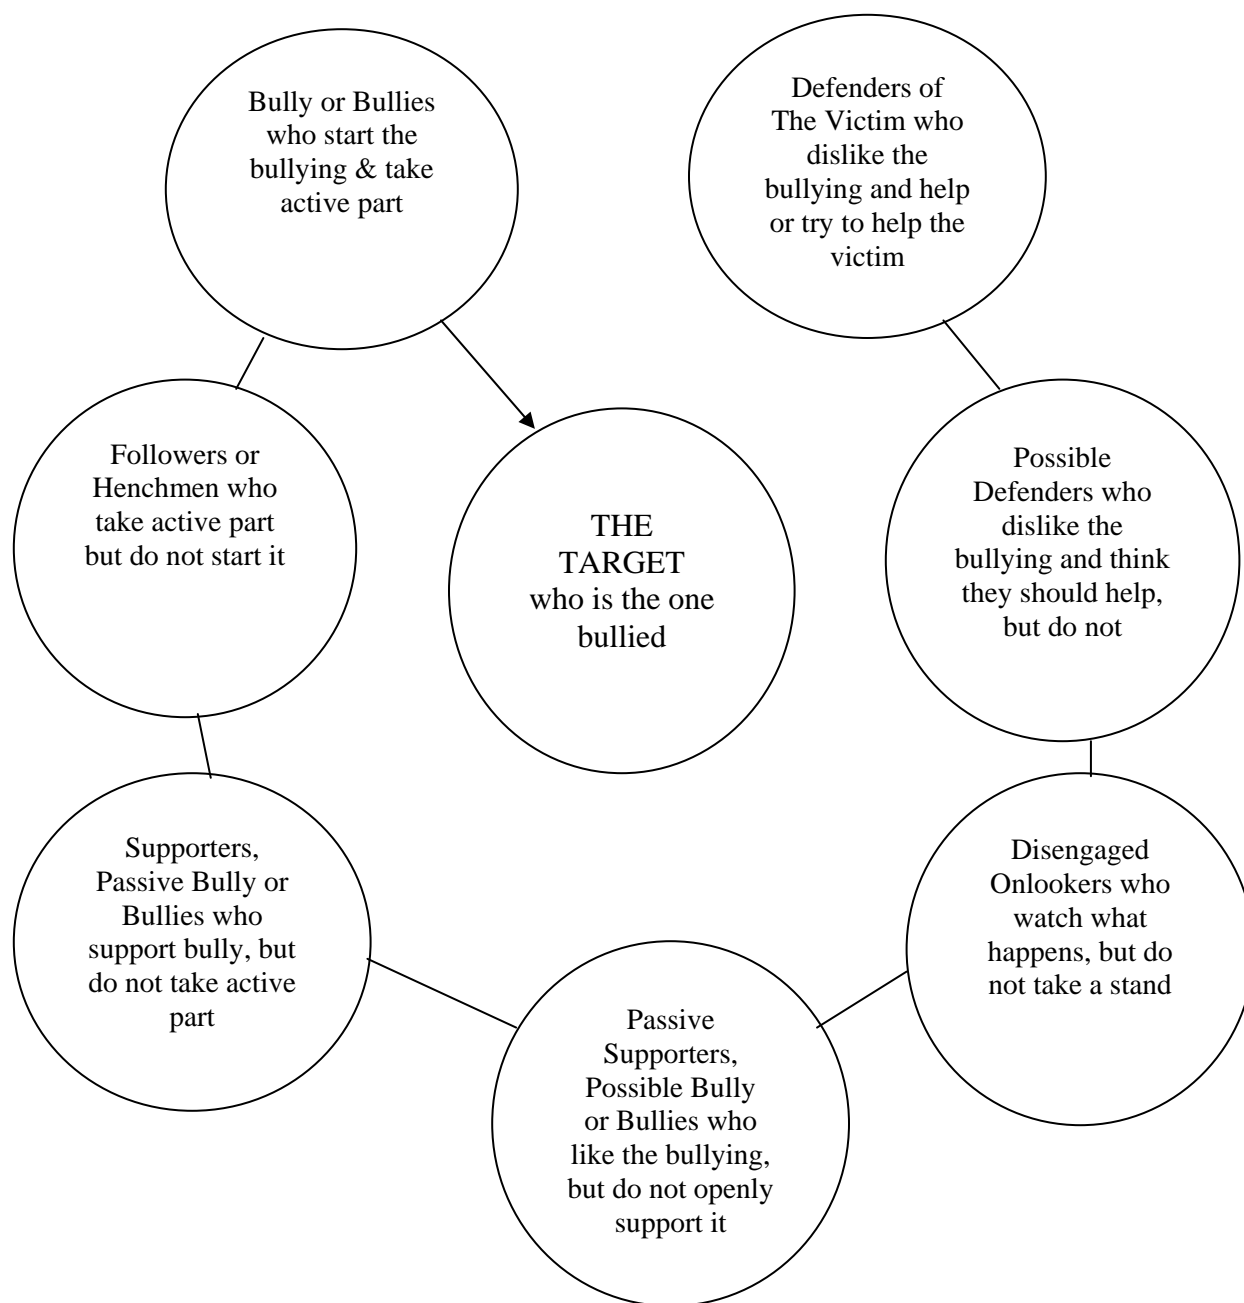 Bully or Bullies
who start the
bullying & take
active part
Defenders of
The Victim who
dislike the
bullying and help
or try to help the
victim
Followers or
Henchmen who
take active part
but do not start it
THE
TARGET
who is the one
bullied
Possible
Defenders who
dislike the
bullying and think
they should help,
but do not
Supporters,
Passive Bully or
Bullies who
support bully, but
do not take active
part
Passive
Supporters,
Possible Bully
or Bullies who
like the bullying,
but do not openly
support it
Disengaged
Onlookers who
watch what
happens, but do
not take a stand